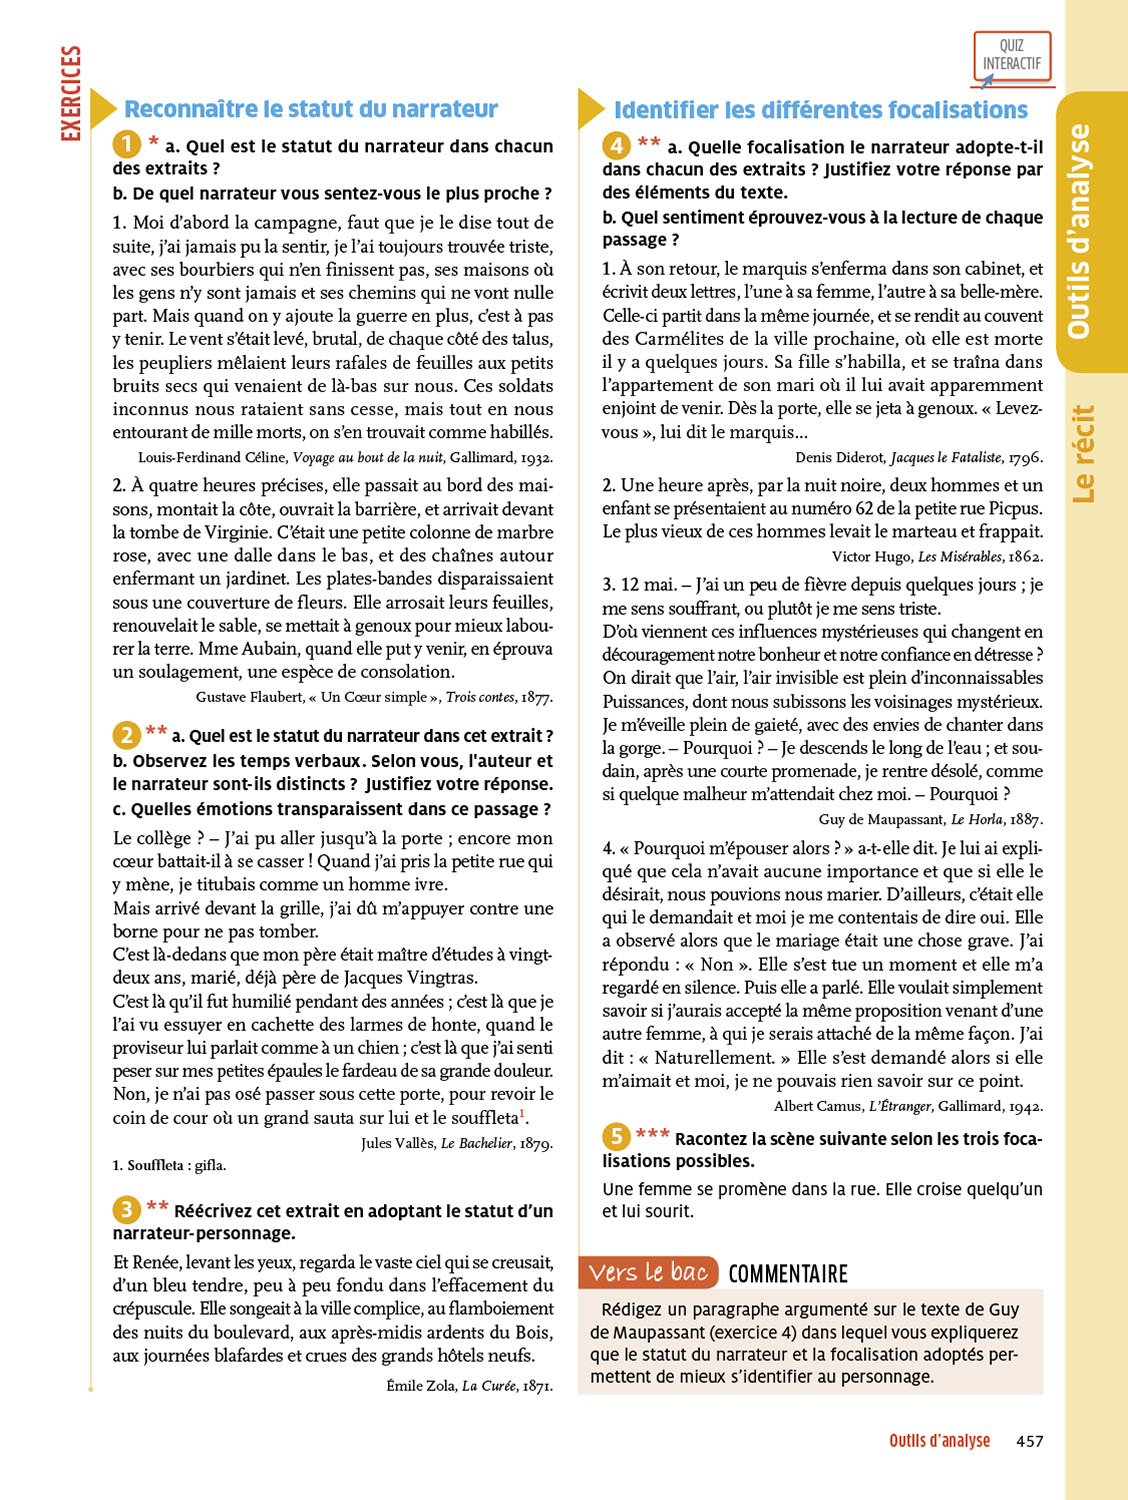 EXERCICES
Reconnaître le statut du narrateur
1 * a. Quel est le statut du narrateur dans chacun
des extraits ?
b. De quel narrateur vous sentez-vous le plus proche ?
1. Moi d’abord la campagne, faut que je le dise tout de
suite, j’ai jamais pu la sentir, je l’ai toujours trouvée triste,
avec ses bourbiers qui n’en finissent pas, ses maisons où
les gens n’y sont jamais et ses chemins qui ne vont nulle
part. Mais quand on y ajoute la guerre en plus, c’est à pas
y tenir. Le vent s’était levé, brutal, de chaque côté des talus,
les peupliers mêlaient leurs rafales de feuilles aux petits
bruits secs qui venaient de là-bas sur nous. Ces soldats
inconnus nous rataient sans cesse, mais tout en nous
entourant de mille morts, on s’en trouvait comme habillés.
Louis-Ferdinand Céline, Voyage au bout de la nuit, Gallimard, 1932.
2. À quatre heures précises, elle passait au bord des mai-
sons, montait la côte, ouvrait la barrière, et arrivait devant
la tombe de Virginie. C’était une petite colonne de marbre
rose, avec une dalle dans le bas, et des chaînes autour
enfermant un jardinet. Les plates-bandes disparaissaient
sous une couverture de fleurs. Elle arrosait leurs feuilles,
renouvelait le sable, se mettait à genoux pour mieux labou-
rer la terre. Mme Aubain, quand elle put y venir, en éprouva
un soulagement, une espèce de consolation.
Gustave Flaubert, « Un Cœur simple », Trois contes, 1877.
2 ** a. Quel est le statut du narrateur dans cet extrait ?
b. Observez les temps verbaux. Selon vous, l'auteur et
le narrateur sont-ils distincts ? Justifiez votre réponse.
c. Quelles émotions transparaissent dans ce passage ?
Le collège ? – J’ai pu aller jusqu’à la porte ; encore mon
cœur battait-il à se casser ! Quand j’ai pris la petite rue qui
y mène, je titubais comme un homme ivre.
Mais arrivé devant la grille, j’ai dû m’appuyer contre une
borne pour ne pas tomber.
C’est là-dedans que mon père était maître d’études à vingt-
deux ans, marié, déjà père de Jacques Vingtras.
C’est là qu’il fut humilié pendant des années ; c’est là que je
l’ai vu essuyer en cachette des larmes de honte, quand le
proviseur lui parlait comme à un chien ; c’est là que j’ai senti
peser sur mes petites épaules le fardeau de sa grande douleur.
Non, je n’ai pas osé passer sous cette porte, pour revoir le
coin de cour où un grand sauta sur lui et le souffleta1.
Jules Vallès, Le Bachelier, 1879.
1. Souffleta : gifla.
3 ** Réécrivez cet extrait en adoptant le statut d’un
narrateur-personnage.
Et Renée, levant les yeux, regarda le vaste ciel qui se creusait,
d’un bleu tendre, peu à peu fondu dans l’effacement du
crépuscule. Elle songeait à la ville complice, au flamboiement
des nuits du boulevard, aux après-midis ardents du Bois,
aux journées blafardes et crues des grands hôtels neufs.
Émile Zola, La Curée, 1871.
QUIZ
INTERACTIF
Identifier les différentes focalisations
4 ** a. Quelle focalisation le narrateur adopte-t-il
dans chacun des extraits ? Justifiez votre réponse par
des éléments du texte.
b. Quel sentiment éprouvez-vous à la lecture de chaque
passage ?
1. À son retour, le marquis s’enferma dans son cabinet, et
écrivit deux lettres, l’une à sa femme, l’autre à sa belle-mère.
Celle-ci partit dans la même journée, et se rendit au couvent
des Carmélites de la ville prochaine, où elle est morte
il y a quelques jours. Sa fille s’habilla, et se traîna dans
l’appartement de son mari où il lui avait apparemment
enjoint de venir. Dès la porte, elle se jeta à genoux. « Levez-
vous », lui dit le marquis...
Denis Diderot, Jacques le Fataliste, 1796.
2. Une heure après, par la nuit noire, deux hommes et un
enfant se présentaient au numéro 62 de la petite rue Picpus.
Le plus vieux de ces hommes levait le marteau et frappait.
Victor Hugo, Les Misérables, 1862.
3. 12 mai. – J’ai un peu de fièvre depuis quelques jours ; je
me sens souffrant, ou plutôt je me sens triste.
D’où viennent ces influences mystérieuses qui changent en
découragement notre bonheur et notre confiance en détresse ?
On dirait que l’air, l’air invisible est plein d’inconnaissables
Puissances, dont nous subissons les voisinages mystérieux.
Je m’éveille plein de gaieté, avec des envies de chanter dans
la gorge. – Pourquoi ? – Je descends le long de l’eau ; et sou-
dain, après une courte promenade, je rentre désolé, comme
si quelque malheur m’attendait chez moi. – Pourquoi ?
Guy de Maupassant, Le Horla, 1887.
4. « Pourquoi m’épouser alors ? » a-t-elle dit. Je lui ai expli-
qué que cela n’avait aucune importance et que si elle le
désirait, nous pouvions nous marier. D’ailleurs, c’était elle
qui le demandait et moi je me contentais de dire oui. Elle
a observé alors que le mariage était une chose grave. J’ai
répondu : « Non ». Elle s’est tue un moment et elle m’a
regardé en silence. Puis elle a parlé. Elle voulait simplement
savoir si j’aurais accepté la même proposition venant d’une
autre femme, à qui je serais attaché de la même façon. J’ai
dit : « Naturellement. » Elle s’est demandé alors si elle
m’aimait et moi, je ne pouvais rien savoir sur ce point.
Albert Camus, L’Étranger, Gallimard, 1942.
5 *** Racontez la scène suivante selon les trois foca-
lisations possibles.
Une femme se promène dans la rue. Elle croise quelqu’un
et lui sourit.
Vers le bac COMMENTAIRE
Rédigez un paragraphe argumenté sur le texte de Guy
de Maupassant (exercice 4) dans lequel vous expliquerez
que le statut du narrateur et la focalisation adoptés per-
mettent de mieux s’identifier au personnage.
Outils d’analyse
Le récit
Outils d’analyse 457